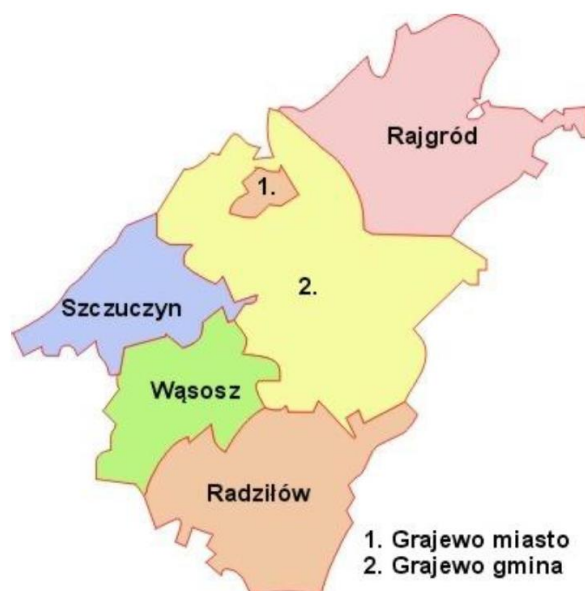 Rajgród
1.
2.
Szczuczyn
Wąsosz
Radziłów
1. Grajewo miasto
2. Grajewo gmina